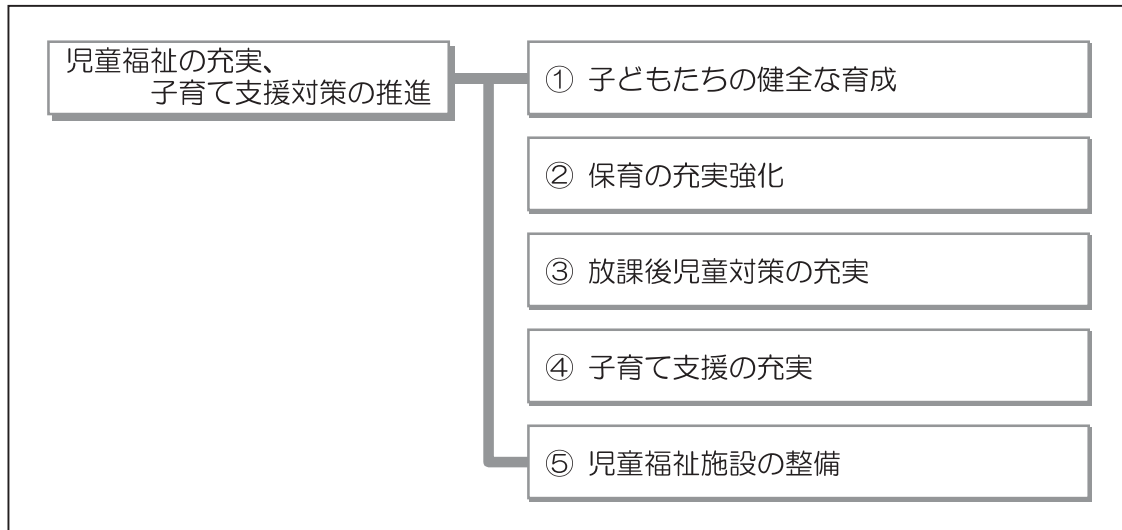 児童福祉の充実、
子育て支援対策の推進
① 子どもたちの健全な育成
② 保育の充実強化
③ 放課後児童対策の充実
④ 子育て支援の充実
⑤ 児童福祉施設の整備